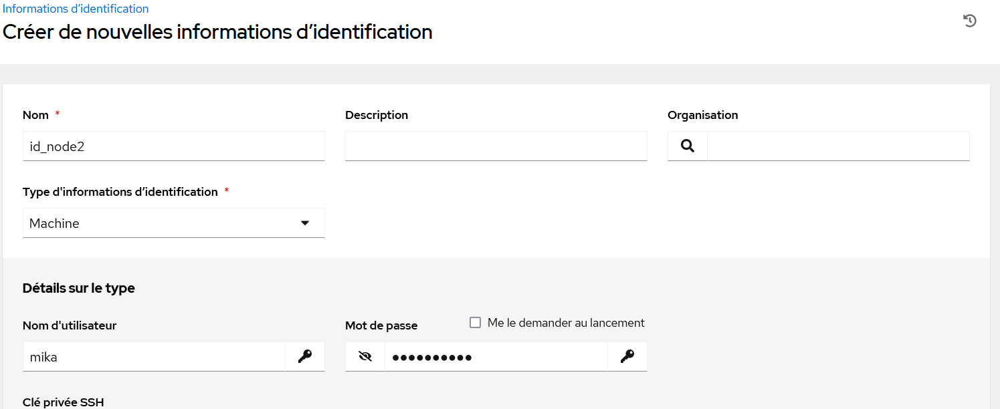 Informations d’identification
Créer de nouvelles informations d’identification
Nom *
Description
Organisation
id_node2
Type d'informations d’identification *
Machine
Détails sur le type
Nom d'utilisateur
Mot de passe
Me le demander au lancement
mika
••••••••••
Clé privée SSH